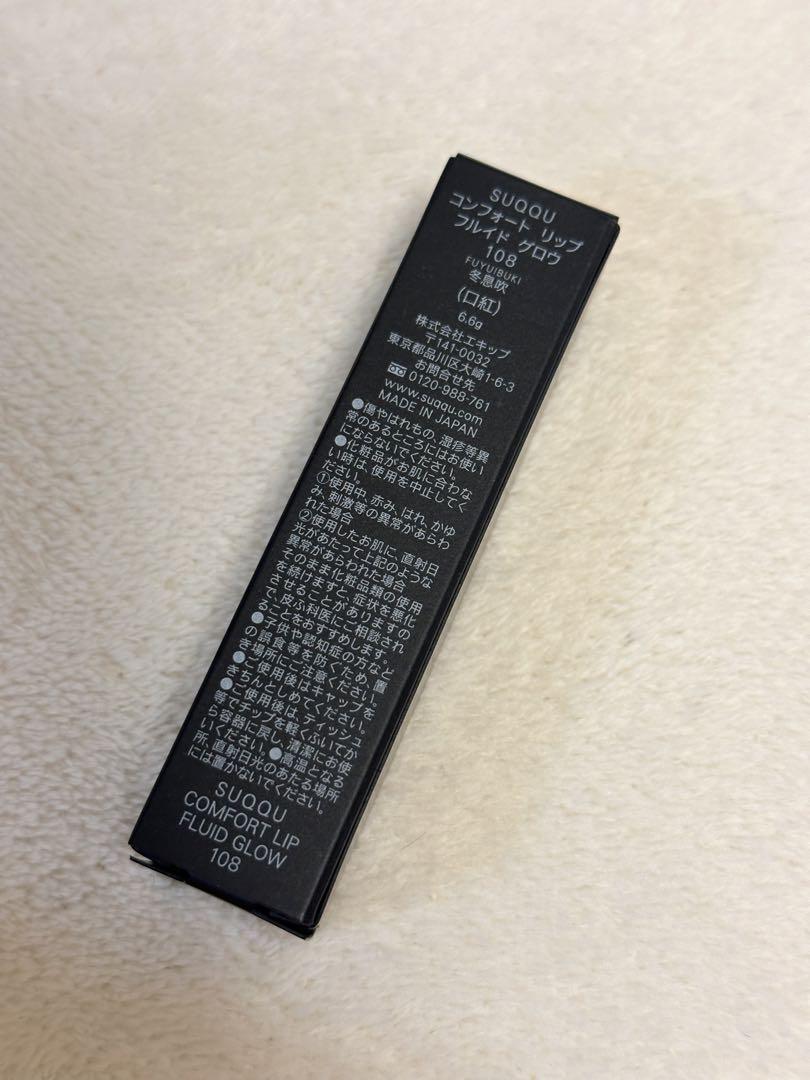 SUQQU
コンフォート リップ
フルイド グロウ
108
FUYUIBUKI
冬息吹
(口紅)
6.6g
株式会社エキップ
〒141-0032
東京都品川区大崎1-6-3
お問合せ先
0120-988-761
www.suqqu.com
MADE IN JAPAN
●傷やはれもの、湿疹等異
常のあるところにはお使い
にならないでください。
●化粧品がお肌に合わな
い時は、使用を中止してく
ださい。
①使用中、赤み、はれ、かゆ
み、刺激等の異常があらわ
れた場合
②使用したお肌に、直射日
光があたって上記のような
異常があらわれた場合
そのまま化粧品類の使用
を続けますと、症状を悪化
させることがありますの
で、皮ふ科医にご相談され
ることをおすすめします。
●子供や認知症の方など
の誤食等を防ぐため、置
き場所にご注意ください。
●ご使用後はキャップを
きちんとしめてください。
●ご使用後は、ティッシュ
等でチップを軽くふいてか
ら容器に戻し、清潔にお使
いください。●高温となる
所、直射日光のあたる場所
には置かないでください。
SUQQU
COMFORT LIP
FLUID GLOW
108